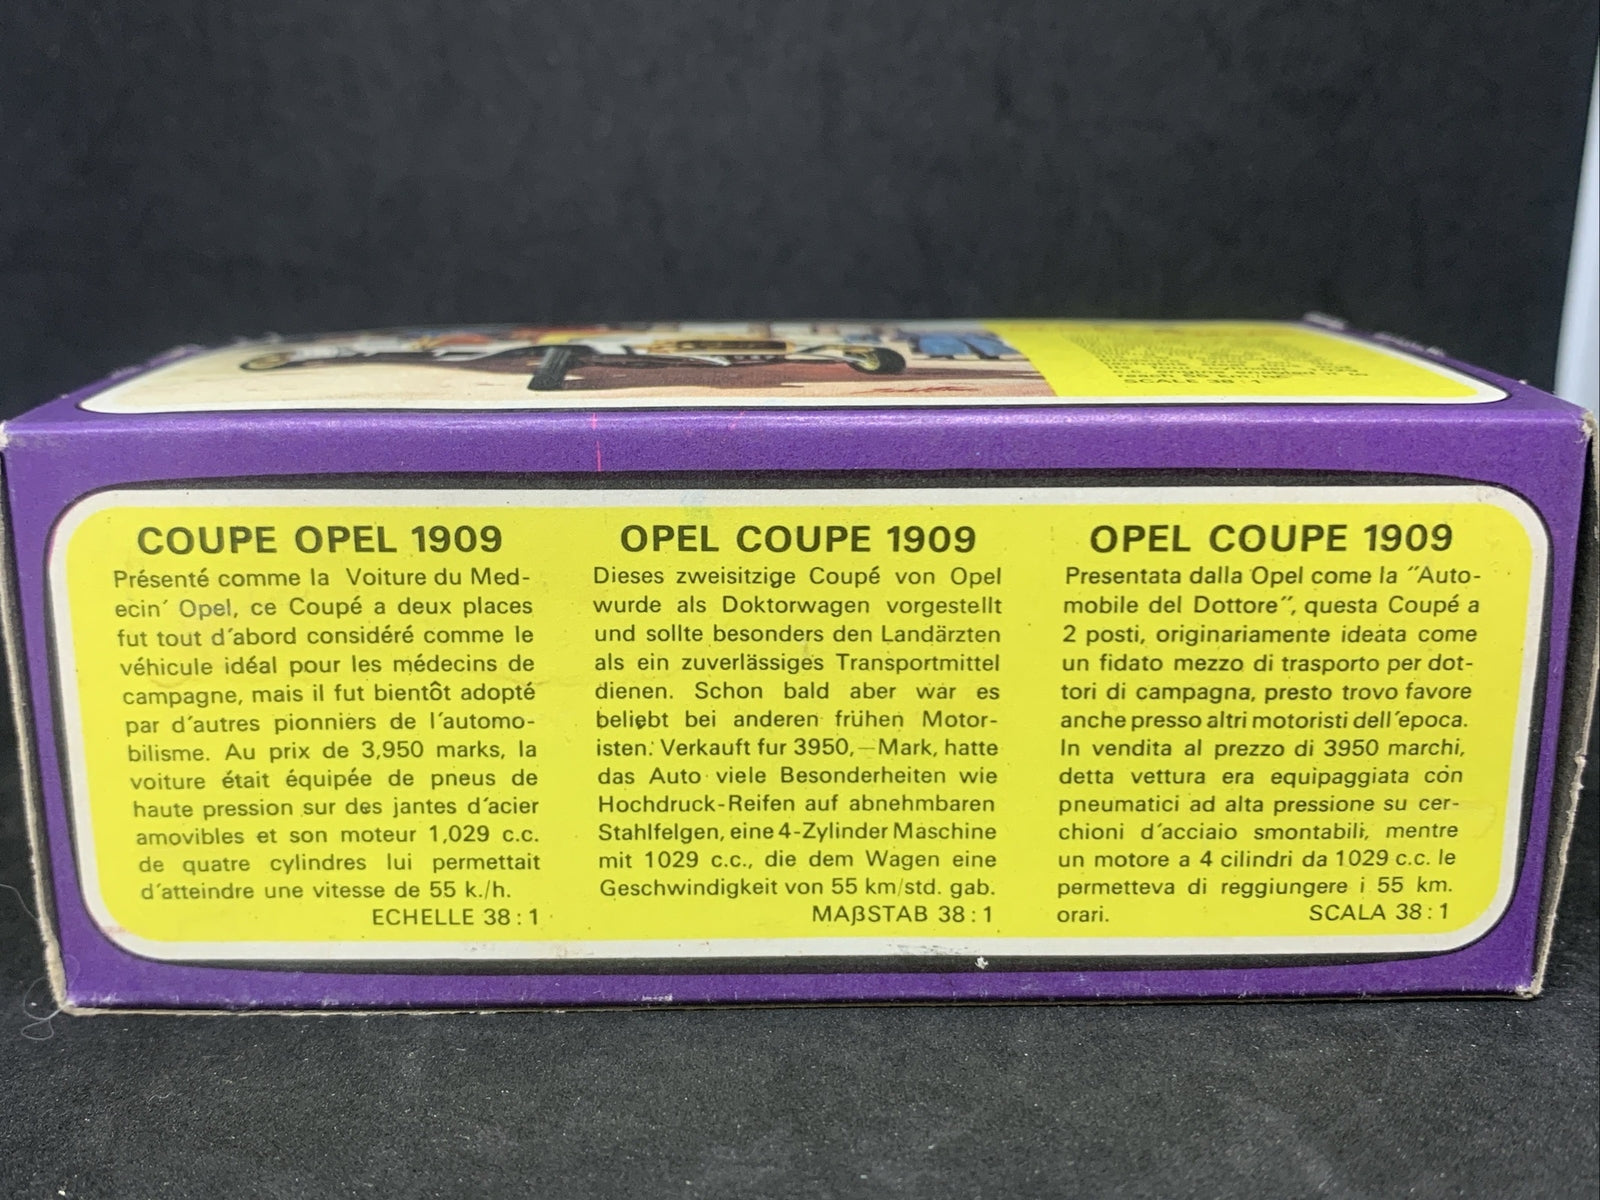 SCALE 38:1
COUPE OPEL 1909
Présenté comme la Voiture du Med-
ecin´ Opel, ce Coupé a deux places
fut tout d´abord considéré comme le
véhicule idéal pour les médecins de
campagne, mais il fut bientôt adopté
par d´autres pionniers de l´automo-
bilisme. Au prix de 3,950 marks, la
voiture était équipée de pneus de
haute pression sur des jantes d´acier
amovibles et son moteur 1,029 c.c.
de quatre cylindres lui permettait
d´atteindre une vitesse de 55 k./h.
ECHELLE 38:1
OPEL COUPE 1909
Dieses zweisitzige Coupé von Opel
wurde als Doktorwagen vorgestellt
und sollte besonders den Landärzten
als ein zuverlässiges Transportmittel
dienen. Schon bald aber war es
beliebt bei anderen frühen Motor-
isten. Verkauft fur 3950,—Mark, hatte
das Auto viele Besonderheiten wie
Hochdruck-Reifen auf abnehmbaren
Stahlfelgen, eine 4-Zylinder Maschine
mit 1029 c.c., die dem Wagen eine
Geschwindigkeit von 55 km/std. gab.
MAβSTAB 38:1
OPEL COUPE 1909
Presentata dalla Opel come la ˝Auto-
mobile del Dottore˝, questa Coupé a
2 posti, originariamente ideata come
un fidato mezzo di trasporto per dot-
tori di campagna, presto trovo favore
anche presso altri motoristi dell´epoca.
In vendita al prezzo di 3950 marchi,
detta vettura era equipaggiata con
pneumatici ad alta pressione su cer-
chioni d´acciaio smontabili, mentre
un motore a 4 cilindri da 1029 c.c. le
permetteva di reggiungere i 55 km.
orari. SCALA 38:1